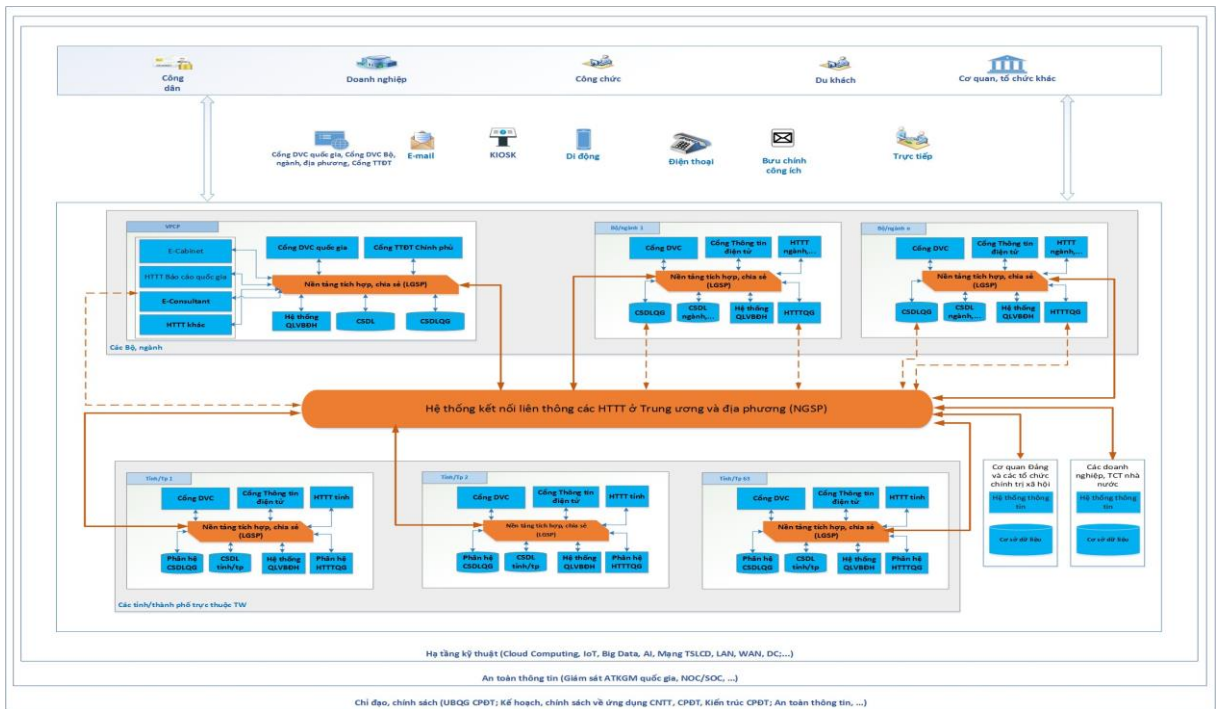 Công
dân
Doanh nghiệp
Công chức
Du khách
Cơ quan, tổ chức khác
Cổng DVC quốc gia, Cổng DVC Bộ,
ngành, địa phương, Cổng TTĐT
E-mail
KIOSK
Di động
Điện thoại
Bưu chính
công ích
Trực tiếp
VPCP
E-Cabinet
HTTT Báo cáo quốc gia
E-Consultant
HTTT khác
Cổng DVC quốc gia
Cổng TTĐT Chính phủ
Nền tảng tích hợp, chia sẻ (LGSP)
Hệ thống
QLVBĐH
CSDL
CSDLQG
Bộ/ngành 1
Cổng DVC
Cổng Thông tin
điện tử
HTTT
ngành,...
Nền tảng tích hợp, chia sẻ
(LGSP)
CSDLQG
CSDL
ngành,...
Hệ thống
QLVBĐH
HTTTQG
Bộ/ngành n
Cổng DVC
Cổng Thông tin
điện tử
HTTT
ngành,...
Nền tảng tích hợp, chia sẻ
(LGSP)
CSDLQG
CSDL
ngành,...
Hệ thống
QLVBĐH
HTTTQG
Các Bộ, ngành
Hệ thống kết nối liên thông các HTTT ở Trung ương và địa phương (NGSP)
Tỉnh/Tp 1
Cổng DVC
Cổng Thông tin
điện tử
HTTT tỉnh
Nền tảng tích hợp, chia sẻ
(LGSP)
Phân hệ
CSDLQG
CSDL
tỉnh/tp
Hệ thống
QLVBĐH
Phân hệ
HTTTQG
Tỉnh/Tp 2
Cổng DVC
Cổng Thông tin
điện tử
HTTT tỉnh
Nền tảng tích hợp, chia sẻ
(LGSP)
Phân hệ
CSDLQG
CSDL
tỉnh/tp
Hệ thống
QLVBĐH
Phân hệ
HTTTQG
Tỉnh/Tp 63
Cổng DVC
Cổng Thông tin
điện tử
HTTT tỉnh
Nền tảng tích hợp, chia sẻ
(LGSP)
Phân hệ
CSDLQG
CSDL
tỉnh/tp
Hệ thống
QLVBĐH
Phân hệ
HTTTQG
Các tỉnh/thành phố trực thuộc TW
Cơ quan Đảng
và các tổ chức
chính trị xã hội
Hệ thống thông
tin
Cơ sở dữ liệu
Các doanh
nghiệp, TCT nhà
nước
Hệ thống thông
tin
Cơ sở dữ liệu
Hạ tầng kỹ thuật (Cloud Computing, IoT, Big Data, AI, Mạng TSLCD, LAN, WAN, DC;...)
An toàn thông tin (Giám sát ATKGM quốc gia, NOC/SOC, ...)
Chỉ đạo, chính sách (UBQG CPĐT; Kế hoạch, chính sách về ứng dụng CNTT, CPĐT, Kiến trúc CPĐT; An toàn thông tin, ...)